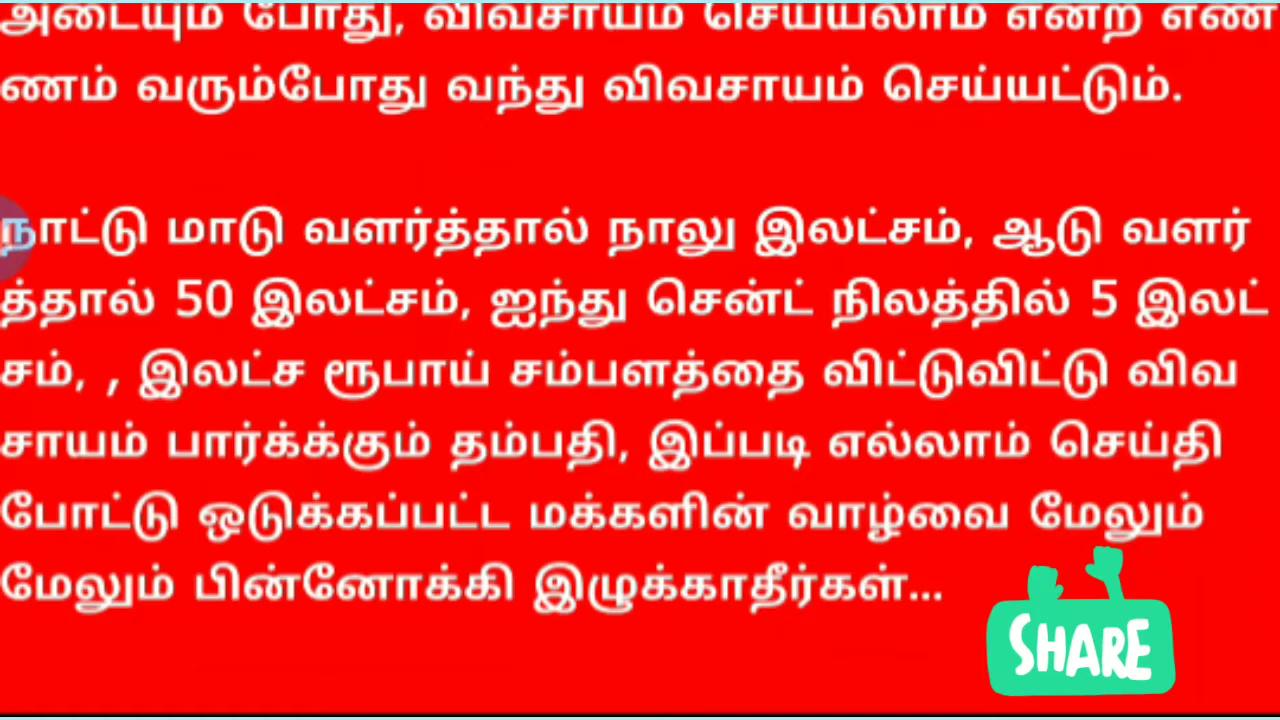 அடையும் போது, விவசாயம் செய்யலாம் என்ற எண்
ணம் வரும்போது வந்து விவசாயம் செய்யட்டும்.
நாட்டு மாடு வளர்த்தால் நாலு இலட்சம், ஆடு வளர்
த்தால் 50 இலட்சம், ஐந்து சென்ட் நிலத்தில் 5 இலட்
சம், , இலட்ச ரூபாய் சம்பளத்தை விட்டுவிட்டு விவ
சாயம் பார்க்க்கும் தம்பதி, இப்படி எல்லாம் செய்தி
போட்டு ஒடுக்கப்பட்ட மக்களின் வாழ்வை மேலும்
மேலும் பின்னோக்கி இழுக்காதீர்கள்...
SHARE